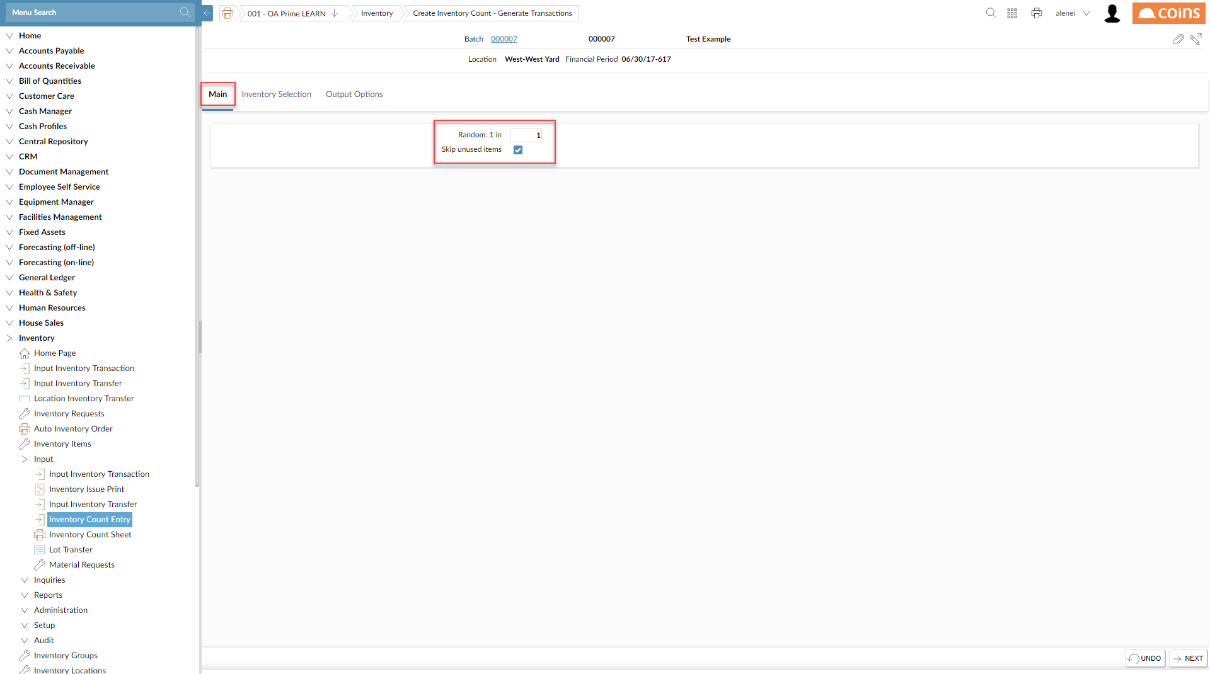 Menu Search
001 - OA Prime LEARN
Inventory
Create Inventory Count - Generate Transactions
alenei
coins
Batch 000007 000007 Test Example
Location West-West Yard Financial Period 06/30/17-617
Main Inventory Selection Output Options
Random: 1 in 1
Skip unused items
Home
Accounts Payable
Accounts Receivable
Bill of Quantities
Customer Care
Cash Manager
Cash Profiles
Central Repository
CRM
Document Management
Employee Self Service
Equipment Manager
Facilities Management
Fixed Assets
Forecasting (off-line)
Forecasting (on-line)
General Ledger
Health & Safety
Human Resources
House Sales
Inventory
Home Page
Input Inventory Transaction
Input Inventory Transfer
Location Inventory Transfer
Inventory Requests
Auto Inventory Order
Inventory Items
Input
Input Inventory Transaction
Inventory Issue Print
Input Inventory Transfer
Inventory Count Entry
Inventory Count Sheet
Lot Transfer
Material Requests
Inquiries
Reports
Administration
Setup
Audit
Inventory Groups
Inventory Locations
UNDO NEXT